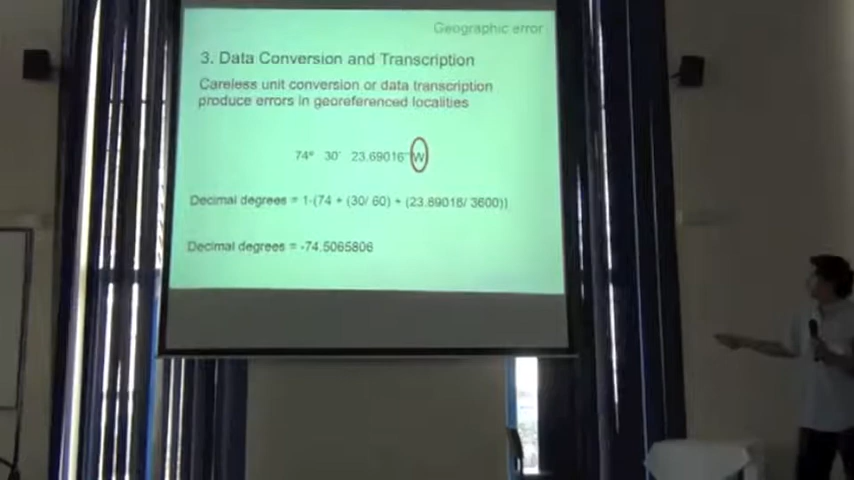 Geographic error
3. Data Conversion and Transcription
Careless unit conversion or data transcription
produce errors in georeferenced localities
74º 30' 23.69016" W
Decimal degrees = 1-(74 + (30/ 60) + (23.69016/ 3600))
Decimal degrees = -74.5065806